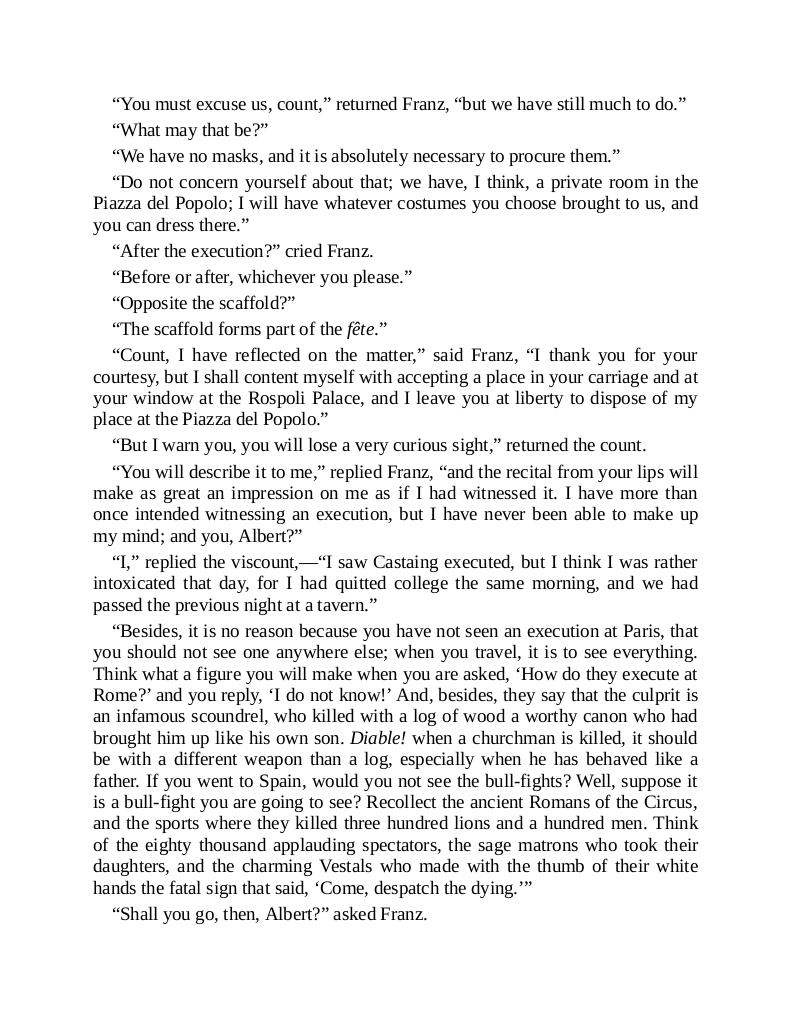 “You must excuse us, count,” returned Franz, “but we have still much to do.”
“What may that be?”
“We have no masks, and it is absolutely necessary to procure them.”
“Do not concern yourself about that; we have, I think, a private room in the
Piazza del Popolo; I will have whatever costumes you choose brought to us, and
you can dress there.”
“After the execution?” cried Franz.
“Before or after, whichever you please.”
“Opposite the scaffold?”
“The scaffold forms part of the fête.”
“Count, I have reflected on the matter,” said Franz, “I thank you for your
courtesy, but I shall content myself with accepting a place in your carriage and at
your window at the Rospoli Palace, and I leave you at liberty to dispose of my
place at the Piazza del Popolo.”
“But I warn you, you will lose a very curious sight,” returned the count.
“You will describe it to me,” replied Franz, “and the recital from your lips will
make as great an impression on me as if I had witnessed it. I have more than
once intended witnessing an execution, but I have never been able to make up
my mind; and you, Albert?”
“I,” replied the viscount,—“I saw Castaing executed, but I think I was rather
intoxicated that day, for I had quitted college the same morning, and we had
passed the previous night at a tavern.”
“Besides, it is no reason because you have not seen an execution at Paris, that
you should not see one anywhere else; when you travel, it is to see everything.
Think what a figure you will make when you are asked, ‘How do they execute at
Rome?’ and you reply, ‘I do not know!’ And, besides, they say that the culprit is
an infamous scoundrel, who killed with a log of wood a worthy canon who had
brought him up like his own son. Diable! when a churchman is killed, it should
be with a different weapon than a log, especially when he has behaved like a
father. If you went to Spain, would you not see the bull-fights? Well, suppose it
is a bull-fight you are going to see? Recollect the ancient Romans of the Circus,
and the sports where they killed three hundred lions and a hundred men. Think
of the eighty thousand applauding spectators, the sage matrons who took their
daughters, and the charming Vestals who made with the thumb of their white
hands the fatal sign that said, ‘Come, despatch the dying.’”
“Shall you go, then, Albert?” asked Franz.